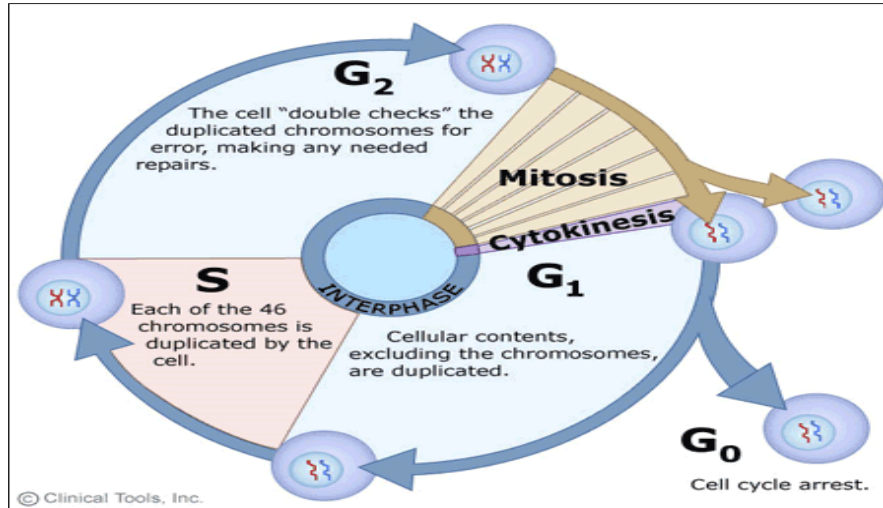 G2
The cell “double checks” the
duplicated chromosomes for
error, making any needed
repairs.
Mitosis
Cytokinesis
S
Each of the 46
chromosomes is
duplicated by the
cell.
INTERPHASE
G1
Cellular contents,
excluding the chromosomes,
are duplicated.
G0
Cell cycle arrest.
© Clinical Tools, Inc.